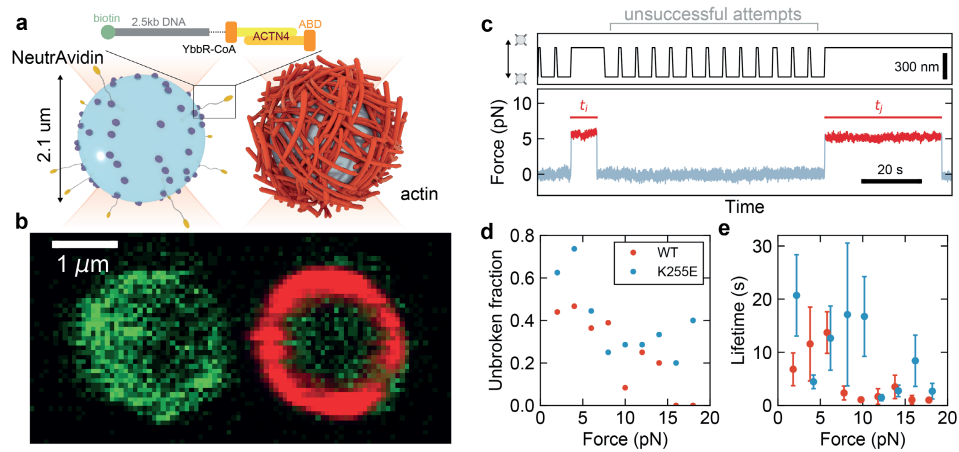 a
biotin
2.5kb DNA
ABD
ACTN4
YbbR-CoA
NeutrAvidin
2.1 um
actin
b
1 μm
c
unsuccessful attempts
300 nm
10
5
0
Force (pN)
t_i
t_j
20 s
Time
d
0.8
0.6
0.4
0.2
0.0
Unbroken fraction
WT
K255E
0 5 10 15 20
Force (pN)
e
30
20
10
0
Lifetime (s)
0 5 10 15 20
Force (pN)